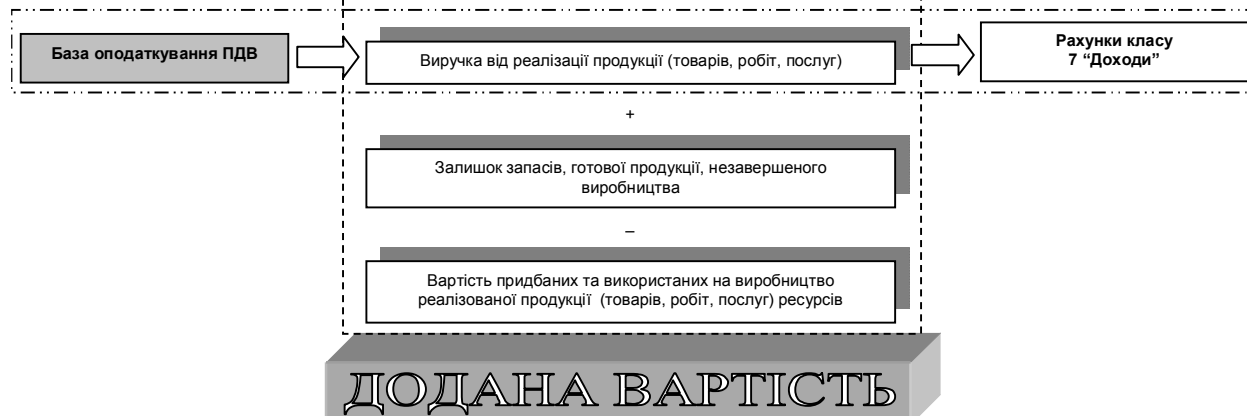 База оподаткування ПДВ
Виручка від реалізації продукції (товарів, робіт, послуг)
Рахунки класу
7 “Доходи”
+
Залишок запасів, готової продукції, незавершеного
виробництва
–
Вартість придбаних та використаних на виробництво
реалізованої продукції (товарів, робіт, послуг) ресурсів
ДОДАНА ВАРТІСТЬ